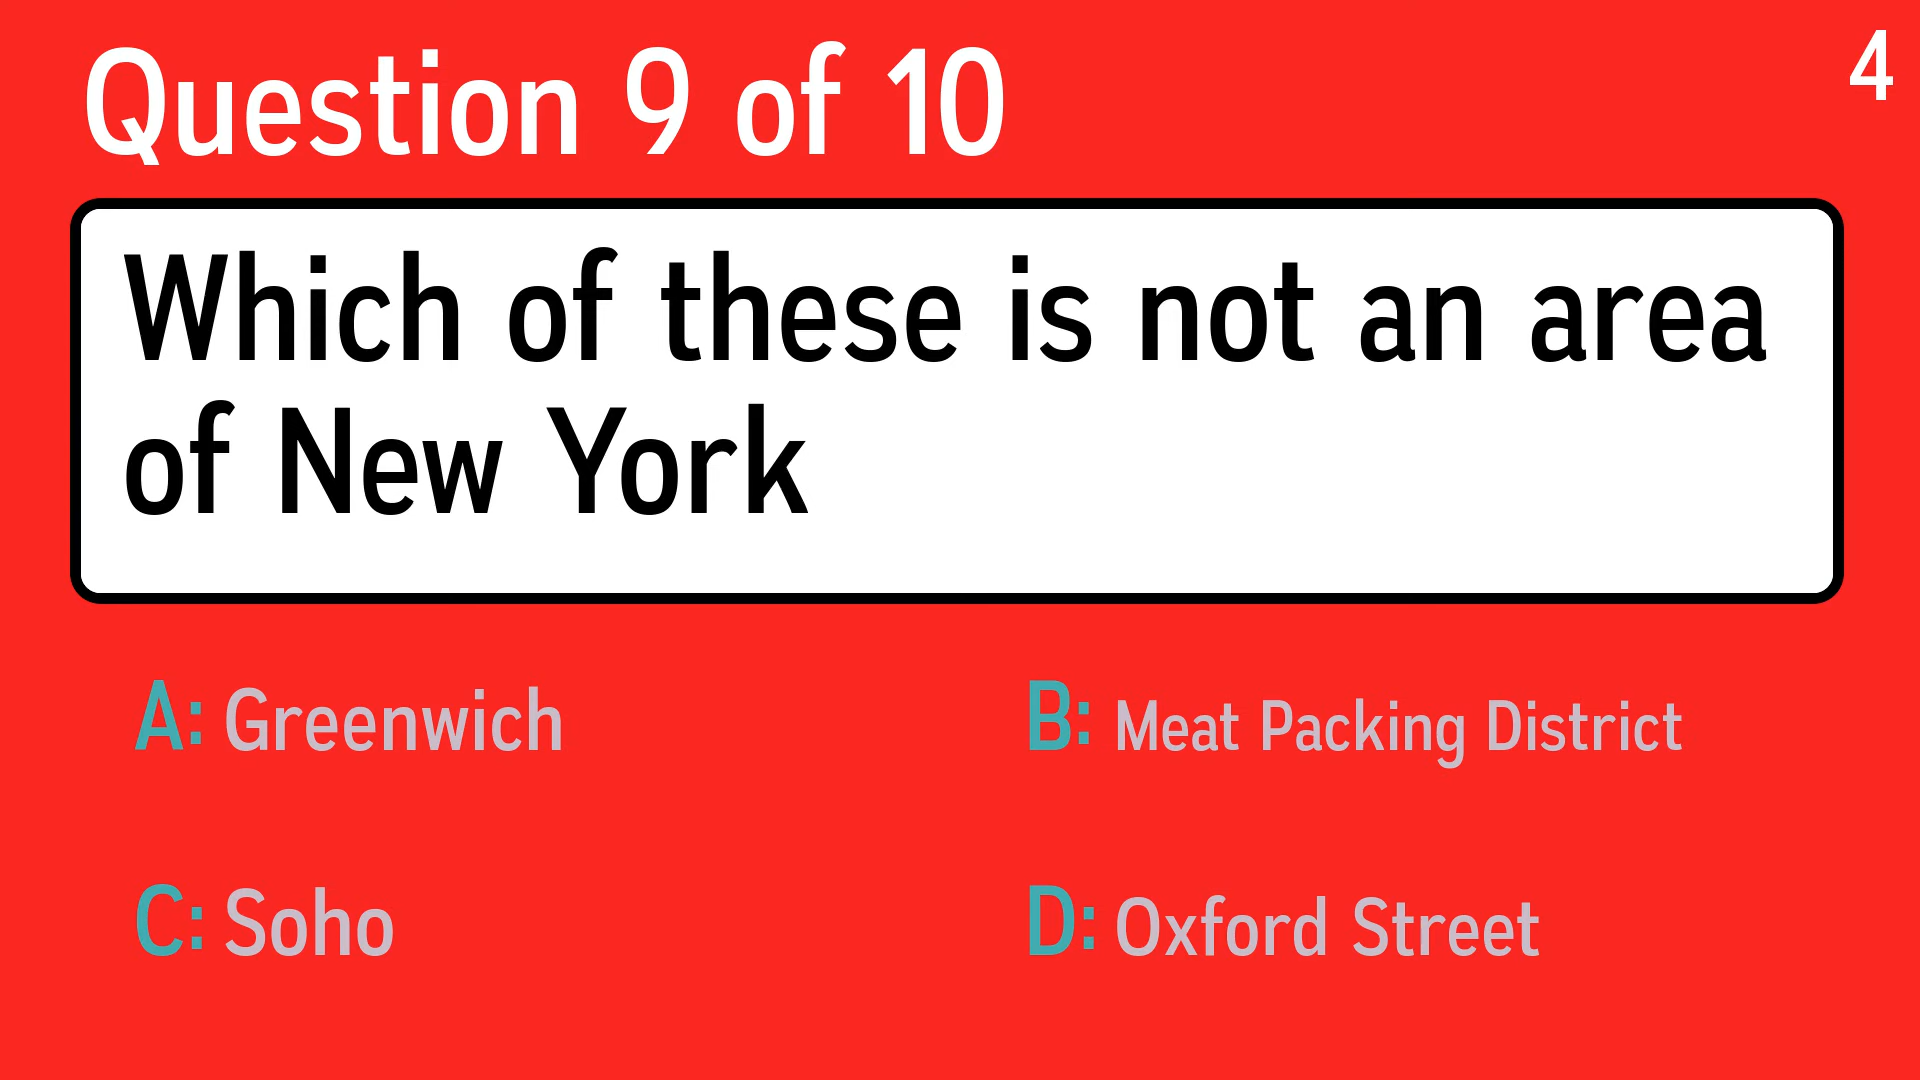 Question 9 of 10
4
Which of these is not an area
of New York
A: Greenwich
B: Meat Packing District
C: Soho
D: Oxford Street